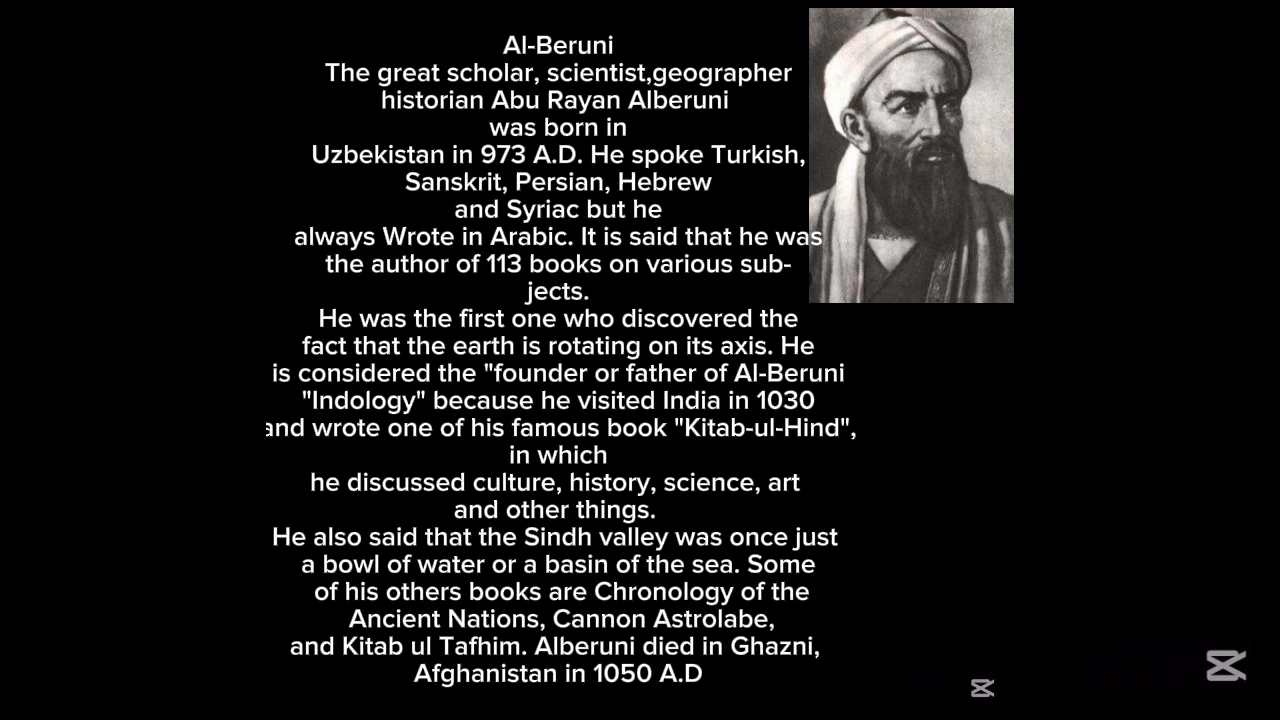 Al-Beruni
The great scholar, scientist,geographer
historian Abu Rayan Alberuni
was born in
Uzbekistan in 973 A.D. He spoke Turkish,
Sanskrit, Persian, Hebrew
and Syriac but he
always Wrote in Arabic. It is said that he was
the author of 113 books on various sub-
jects.
He was the first one who discovered the
fact that the earth is rotating on its axis. He
is considered the "founder or father of Al-Beruni
"Indology" because he visited India in 1030
and wrote one of his famous book "Kitab-ul-Hind",
in which
he discussed culture, history, science, art
and other things.
He also said that the Sindh valley was once just
a bowl of water or a basin of the sea. Some
of his others books are Chronology of the
Ancient Nations, Cannon Astrolabe,
and Kitab ul Tafhim. Alberuni died in Ghazni,
Afghanistan in 1050 A.D